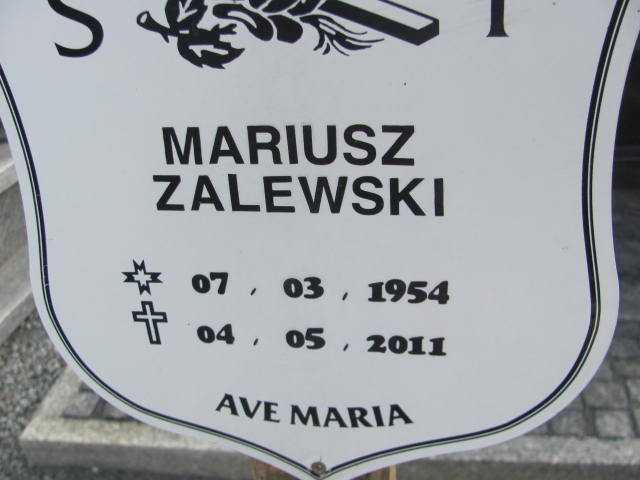 S T
MARIUSZ
ZALEWSKI
07, 03, 1954
04, 05, 2011
AVE MARIA